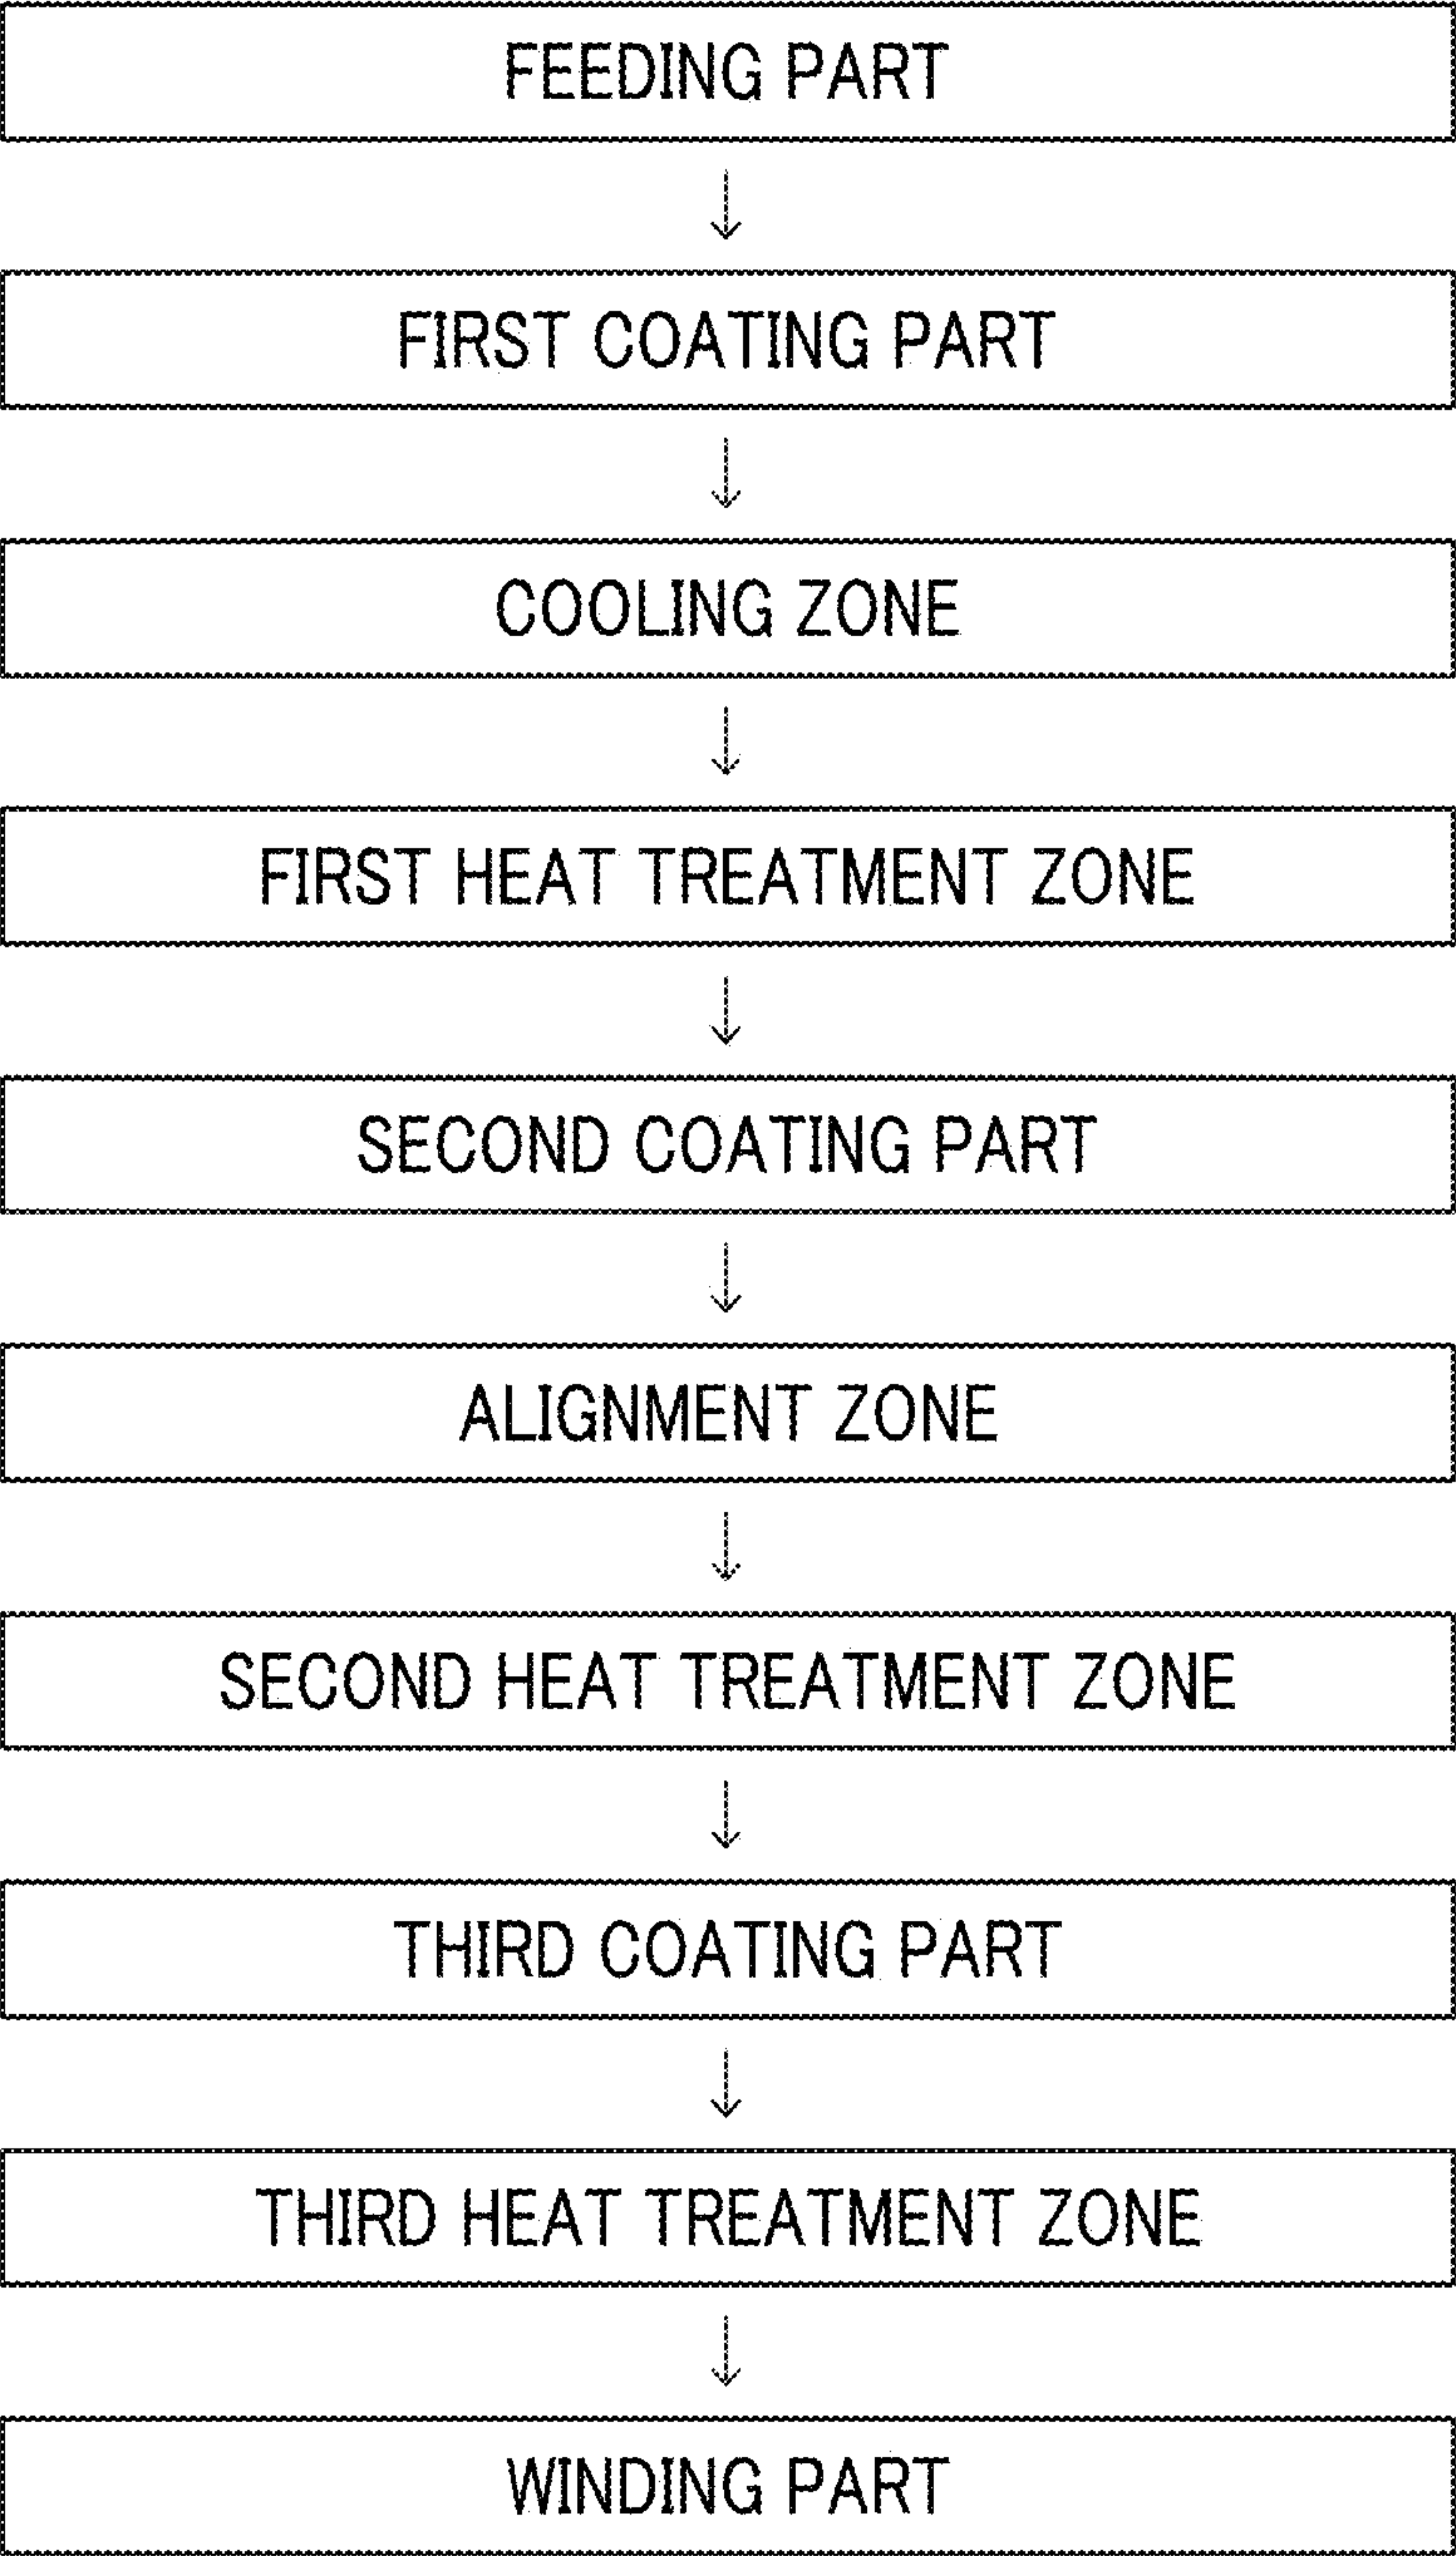 FEEDING PART
FIRST COATING PART
COOLING ZONE
FIRST HEAT TREATMENT ZONE
SECOND COATING PART
ALIGNMENT ZONE
SECOND HEAT TREATMENT ZONE
THIRD COATING PART
THIRD HEAT TREATMENT ZONE
WINDING PART